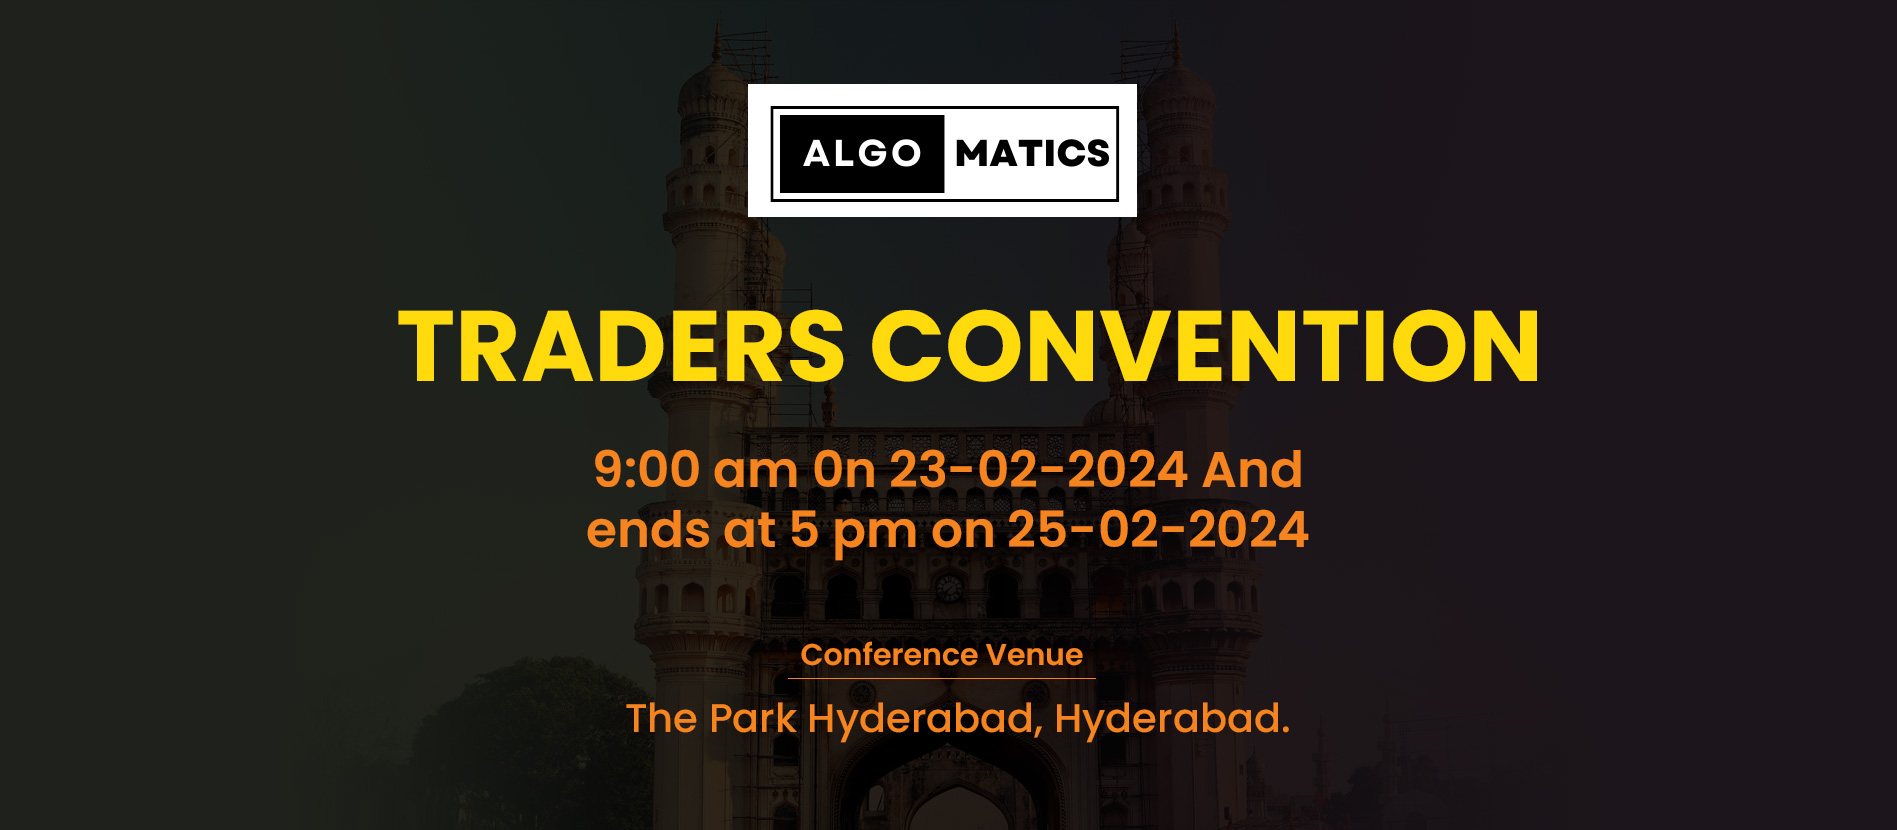 ALGO MATICS
TRADERS CONVENTION
9:00 am 0n 23-02-2024 And
ends at 5 pm on 25-02-2024
Conference Venue
The Park Hyderabad, Hyderabad.